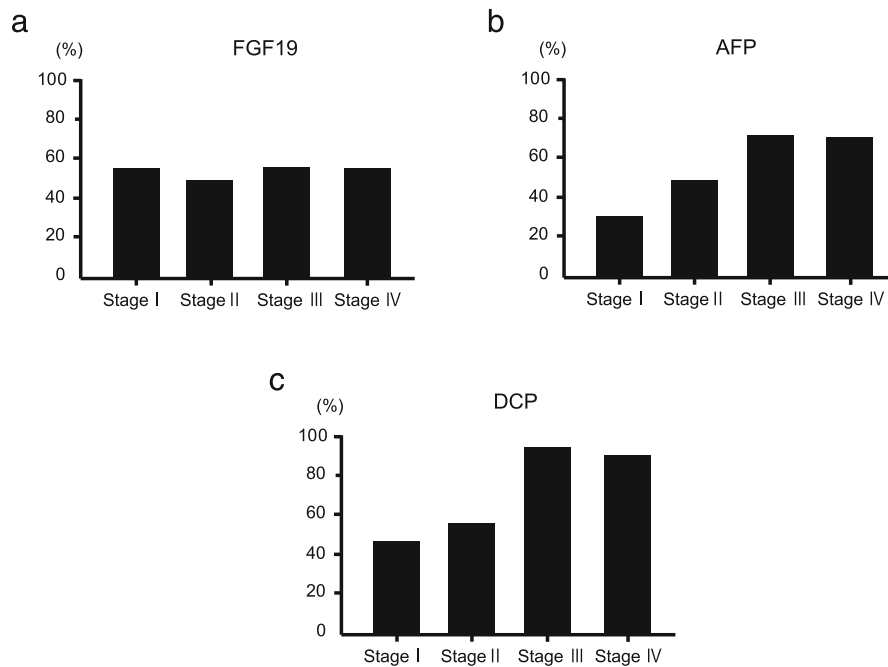 a
(%)
FGF19
100
80
60
40
20
0
Stage I
Stage II
Stage III
Stage IV
b
(%)
AFP
100
80
60
40
20
0
Stage I
Stage II
Stage III
Stage IV
c
(%)
DCP
100
80
60
40
20
0
Stage I
Stage II
Stage III
Stage IV